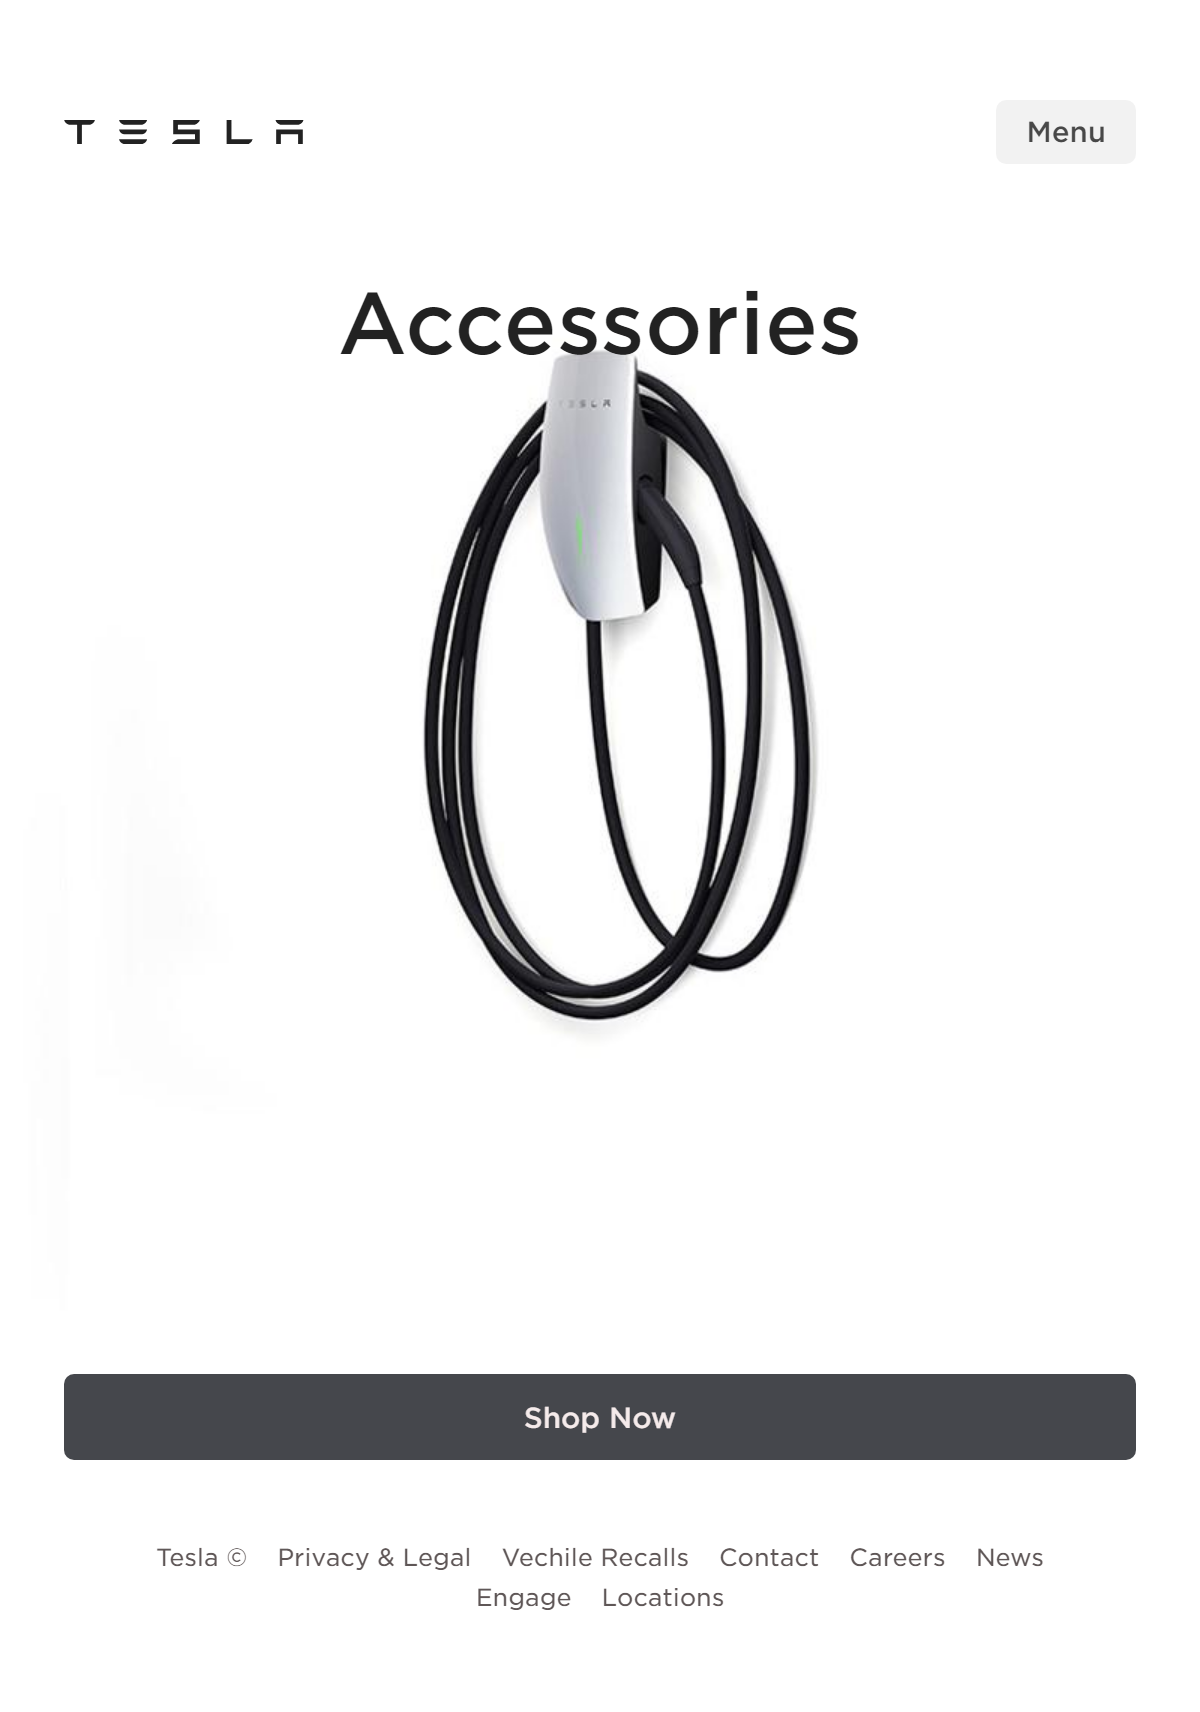 TESLA
Menu
Accessories
TESLA
Shop Now
Tesla © Privacy & Legal Vechile Recalls Contact Careers News
Engage Locations